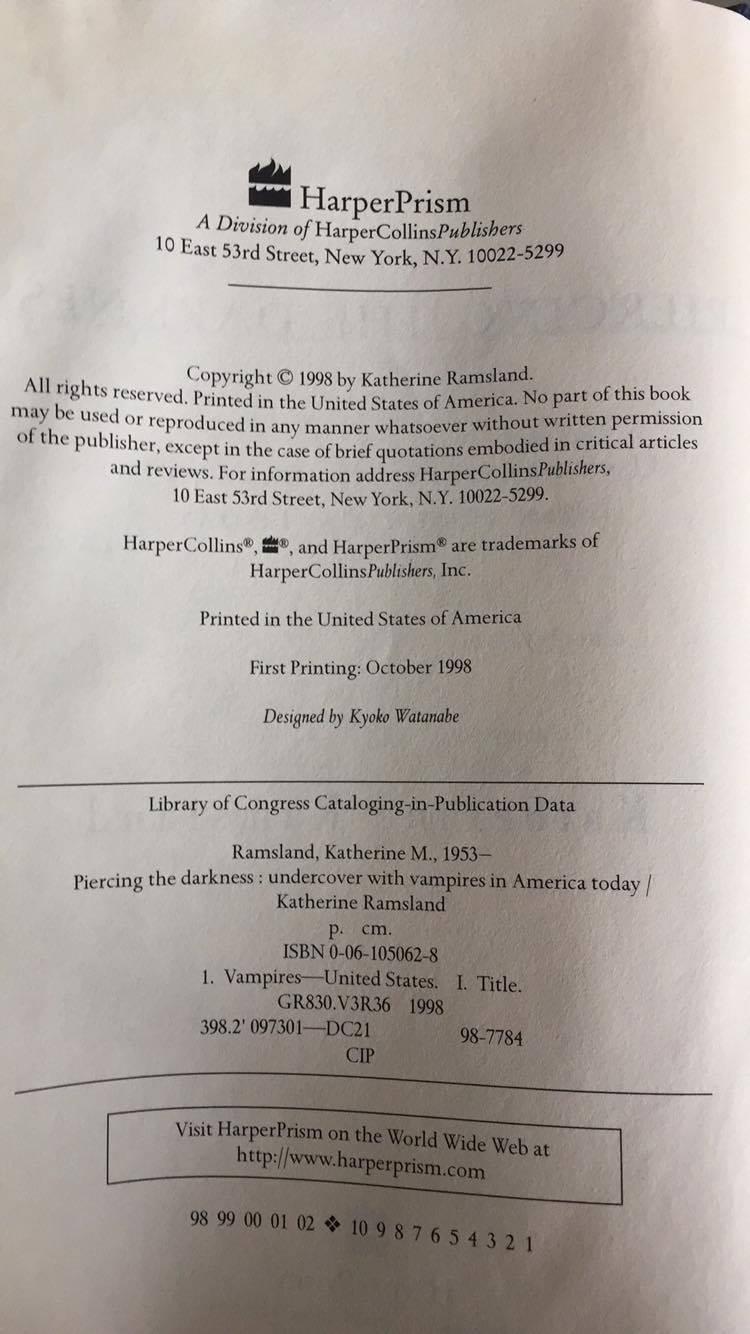 HarperPrism
A Division of HarperCollinsPublishers
10 East 53rd Street, New York, N.Y. 10022-5299
Copyright © 1998 by Katherine Ramsland.
All rights reserved. Printed in the United States of America. No part of this book
may be used or reproduced in any manner whatsoever without written permission
of the publisher, except in the case of brief quotations embodied in critical articles
and reviews. For information address HarperCollinsPublishers,
10 East 53rd Street, New York, N.Y. 10022-5299.
HarperCollins®, ®, and HarperPrism® are trademarks of
HarperCollinsPublishers, Inc.
Printed in the United States of America
First Printing: October 1998
Designed by Kyoko Watanabe
Library of Congress Cataloging-in-Publication Data
Ramsland, Katherine M., 1953–
Piercing the darkness : undercover with vampires in America today /
Katherine Ramsland
p. cm.
ISBN 0-06-105062-8
1. Vampires—United States. I. Title.
GR830.V3R36 1998
398.2' 097301—DC21 98-7784
CIP
Visit HarperPrism on the World Wide Web at
http://www.harperprism.com
98 99 00 01 02 ❖ 10 9 8 7 6 5 4 3 2 1